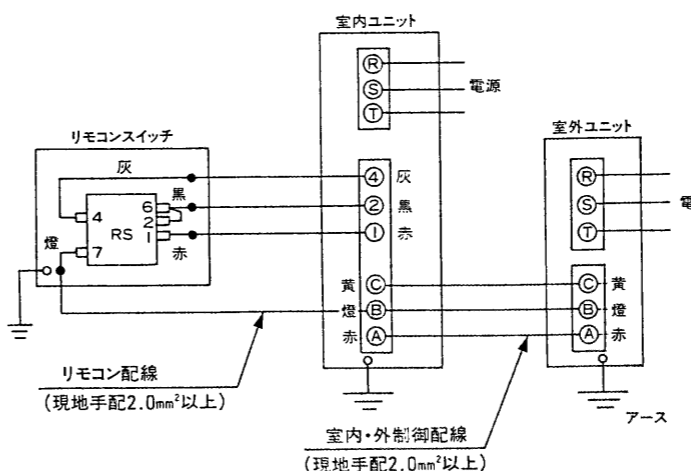 室内ユニット
R
S
T
電源
リモコンスイッチ
室外ユニット
灰
4
灰
R
黒
6
2
黒
S
電
4
2
RS
1
1
赤
T
燈
7
赤
黄
C
C
黄
燈
B
B
燈
赤
A
A
赤
リモコン配線
(現地手配2.0mm²以上)
アース
室内・外制御配線
(現地手配2.0mm²以上)